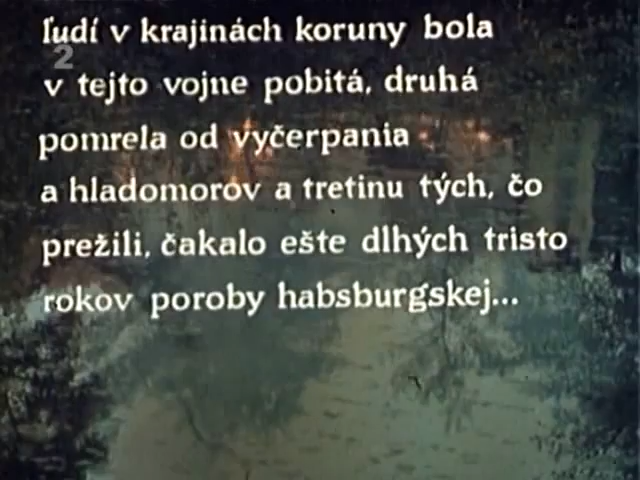 ľudí v krajinách koruny bola
2
v tejto vojne pobitá, druhá
pomrela od vyčerpania
a hladomorov a tretinu tých, čo
prežili, čakalo ešte dlhých tristo
rokov poroby habsburgskej...